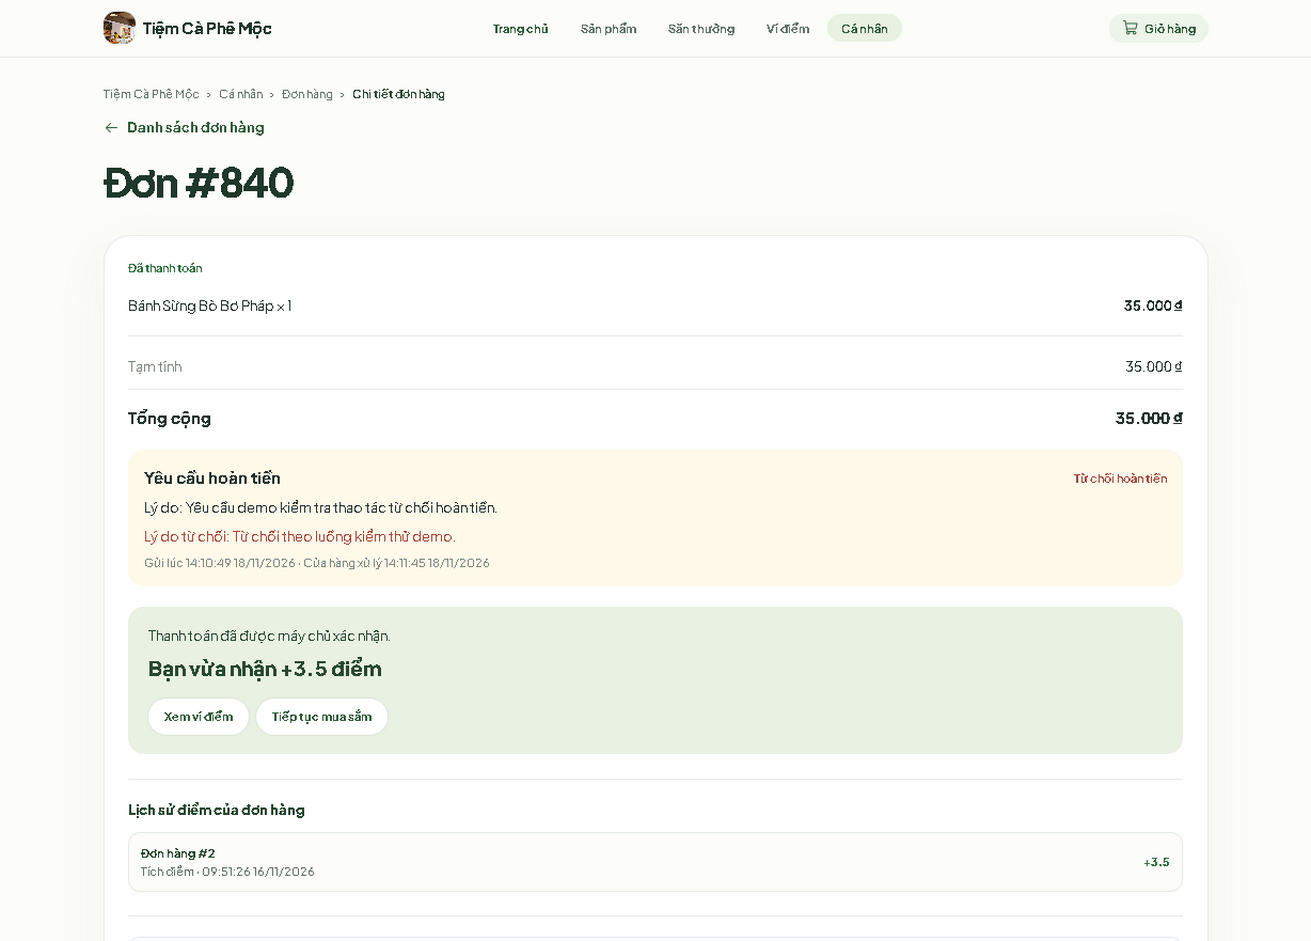 Tiệm Cà Phê Mộc
Trang chủ
Sản phẩm
Săn thưởng
Ví điểm
Cá nhân
Giỏ hàng
Tiệm Cà Phê Mộc › Cá nhân › Đơn hàng › Chi tiết đơn hàng
← Danh sách đơn hàng
Đơn #840
Đã thanh toán
Bánh Sừng Bò Bơ Pháp × 1 35.000 ₫
Tạm tính 35.000 ₫
Tổng cộng 35.000 ₫
Yêu cầu hoàn tiền Từ chối hoàn tiền
Lý do: Yêu cầu demo kiểm tra thao tác từ chối hoàn tiền.
Lý do từ chối: Từ chối theo luồng kiểm thử demo.
Gửi lúc 14:10:49 18/11/2026 · Cửa hàng xử lý 14:11:45 18/11/2026
Thanh toán đã được máy chủ xác nhận.
Bạn vừa nhận +3.5 điểm
Xem ví điểm
Tiếp tục mua sắm
Lịch sử điểm của đơn hàng
Đơn hàng #2
Tích điểm · 09:51:26 16/11/2026
+3.5